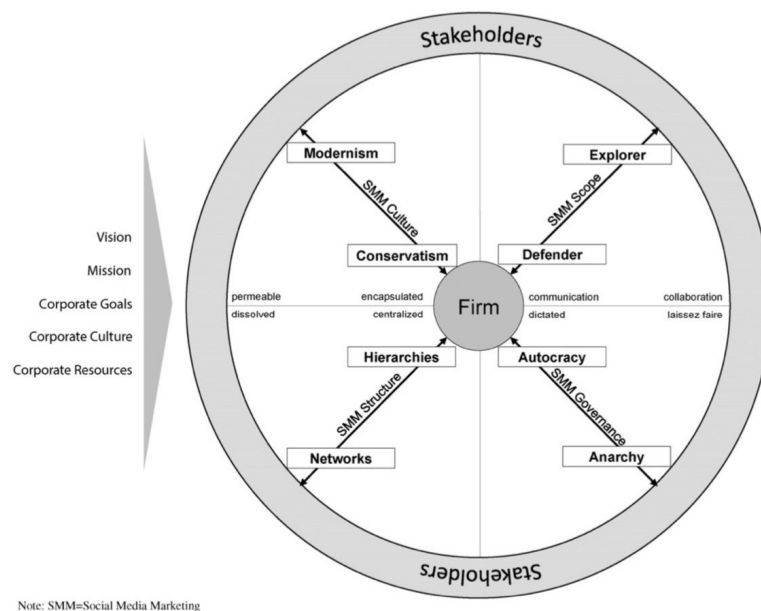 Stakeholders
Modernism
Explorer
SMM Culture
SMM Scope
Vision
Mission
Corporate Goals
Corporate Culture
Corporate Resources
Conservatism
Defender
permeable
encapsulated
Firm
communication
collaboration
dissolved
centralized
dictated
laissez faire
Hierarchies
Autocracy
SMM Structure
SMM Governance
Networks
Anarchy
Stakeholders
Note: SMM=Social Media Marketing